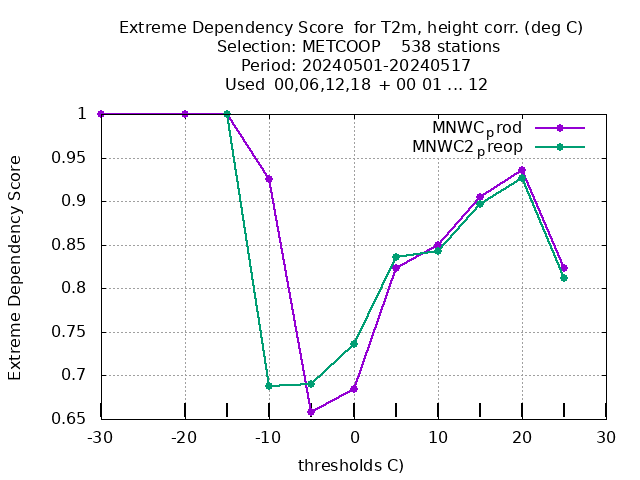 Extreme Dependency Score  for T2m, height corr. (deg C)
Selection: METCOOP    538 stations
Period: 20240501-20240517
Used  00,06,12,18 + 00 01 ... 12
MNWCprod
MNWC2preop
Extreme Dependency Score
1
0.95
0.9
0.85
0.8
0.75
0.7
0.65
-30 -20 -10 0 10 20 30
thresholds C)